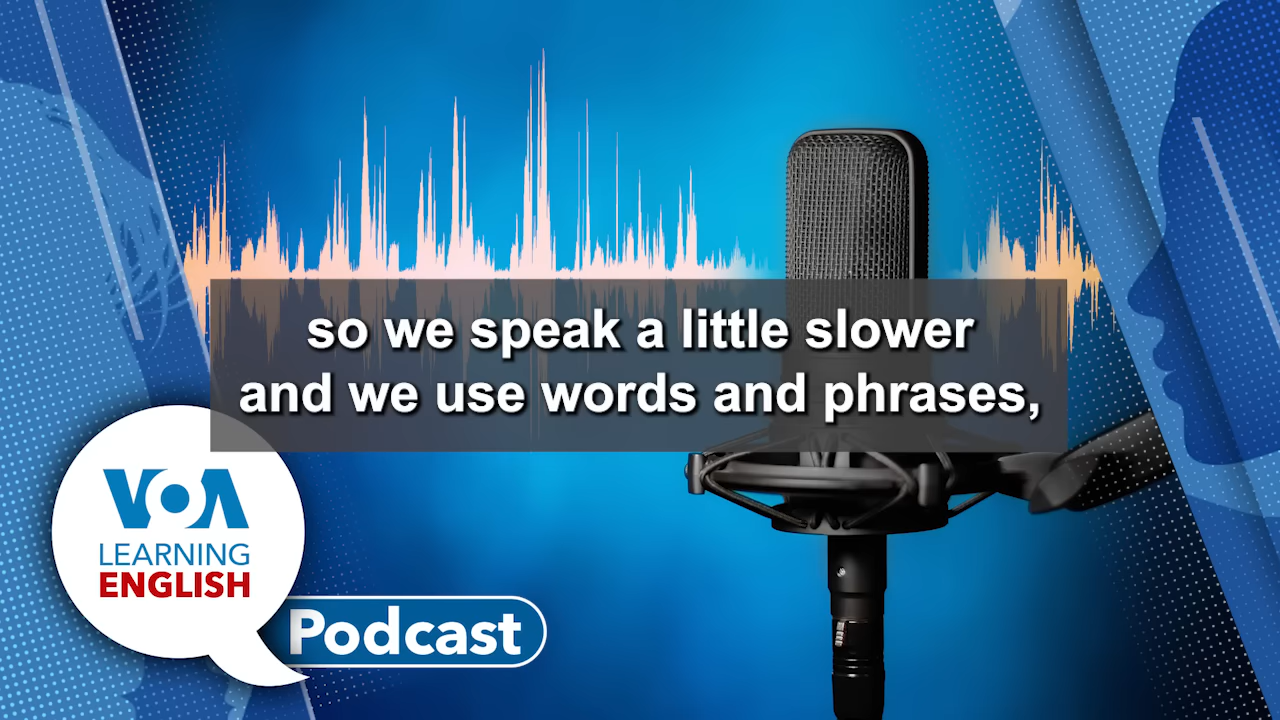 so we speak a little slower
and we use words and phrases,
VOA
LEARNING
ENGLISH
Podcast